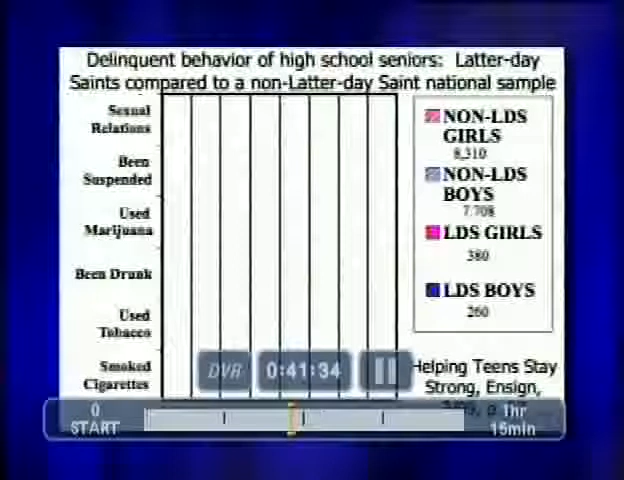 Delinquent behavior of high school seniors: Latter-day
Saints compared to a non-Latter-day Saint national sample
Sexual
Relations
Been
Suspended
Used
Marijuana
Been Drunk
Used
Tobacco
Smoked
Cigarettes
NON-LDS
GIRLS
8,310
NON-LDS
BOYS
7.708
LDS GIRLS
380
LDS BOYS
260
Helping Teens Stay
Strong, Ensign,
DVR 0:41:34
0
START
1hr
15min